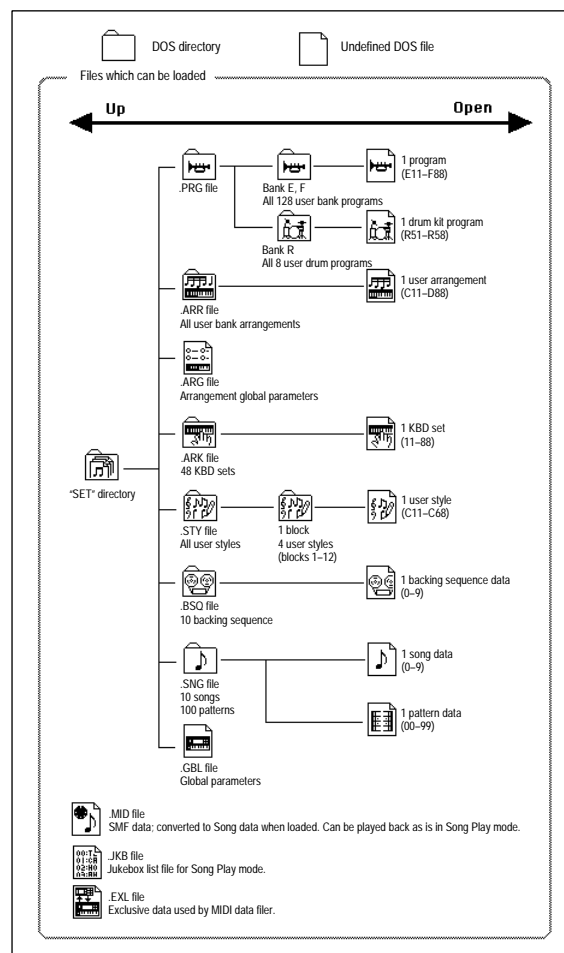 DOS directory
Undefined DOS file
Files which can be loaded
Up
Open
.PRG file
Bank E, F
All 128 user bank programs
1 program
(E11–F88)
Bank R
All 8 user drum programs
1 drum kit program
(R51–R58)
.ARR file
All user bank arrangements
1 user arrangement
(C11–D88)
.ARG file
Arrangement global parameters
"SET" directory
.ARK file
48 KBD sets
1 KBD set
(11–88)
.STY file
All user styles
1 block
4 user styles
(blocks 1–12)
1 user style
(C11–C68)
.BSQ file
10 backing sequence
1 backing sequence data
(0–9)
.SNG file
10 songs
100 patterns
1 song data
(0–9)
1 pattern data
(00–99)
.GBL file
Global parameters
.MID file
SMF data; converted to Song data when loaded. Can be played back as is in Song Play mode.
.JKB file
Jukebox list file for Song Play mode.
.EXL file
Exclusive data used by MIDI data filer.